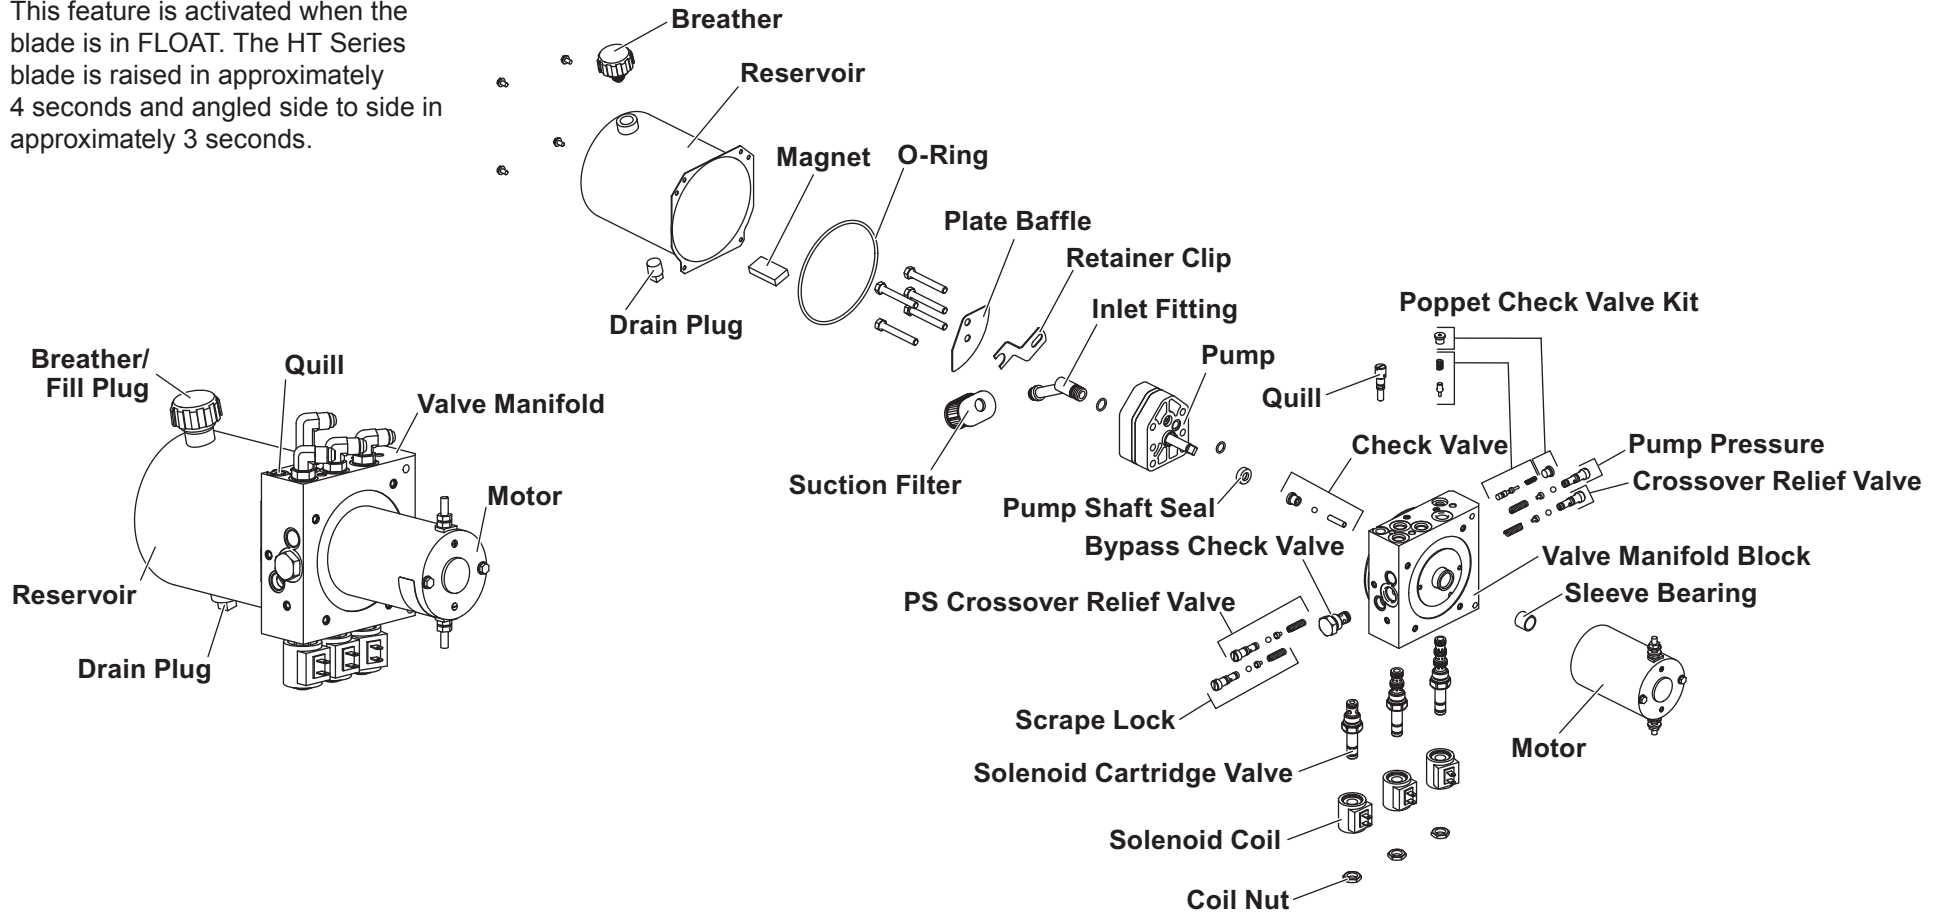 This feature is activated when the
blade is in FLOAT. The HT Series
blade is raised in approximately
4 seconds and angled side to side in
approximately 3 seconds.
Breather
Reservoir
Magnet
O-Ring
Plate Baffle
Retainer Clip
Inlet Fitting
Drain Plug
Pump
Poppet Check Valve Kit
Quill
Suction Filter
Check Valve
Pump Pressure
Crossover Relief Valve
Pump Shaft Seal
Bypass Check Valve
Valve Manifold Block
Sleeve Bearing
PS Crossover Relief Valve
Scrape Lock
Motor
Solenoid Cartridge Valve
Solenoid Coil
Coil Nut
Breather/
Fill Plug
Quill
Valve Manifold
Motor
Reservoir
Drain Plug